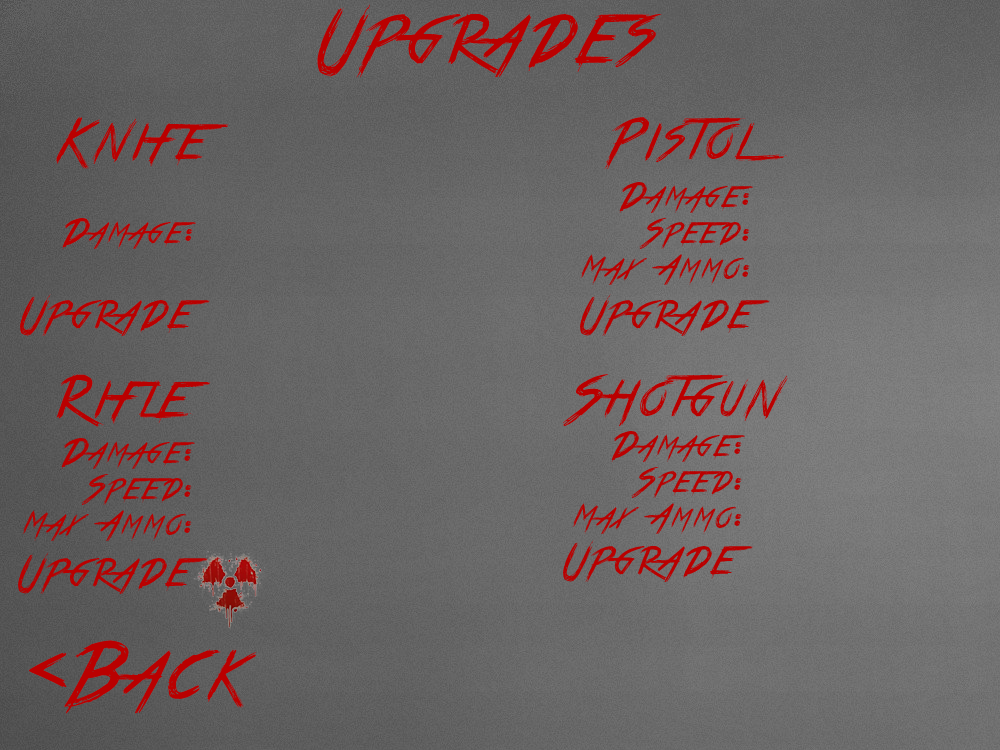 UPGRADES
KNIFE
DAMAGE:
UPGRADE
PISTOL
DAMAGE:
SPEED:
MAX AMMO:
UPGRADE
RIFLE
DAMAGE:
SPEED:
MAX AMMO:
UPGRADE
SHOTGUN
DAMAGE:
SPEED:
MAX AMMO:
UPGRADE
<BACK